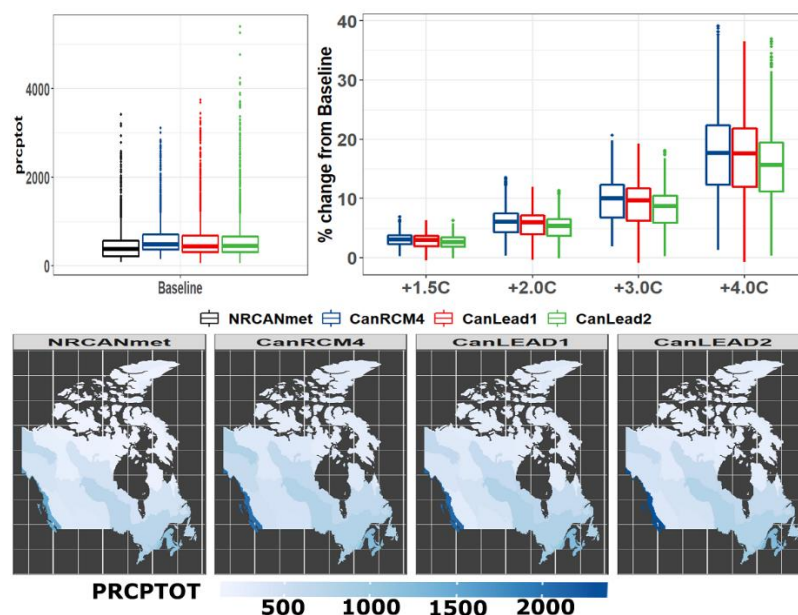 prcptot
4000
2000
0
Baseline
% change from Baseline
40
30
20
10
0
+1.5C +2.0C +3.0C +4.0C
NRCANmet CanRCM4 CanLead1 CanLead2
NRCANmet CanRCM4 CanLEAD1 CanLEAD2
PRCPTOT
500 1000 1500 2000